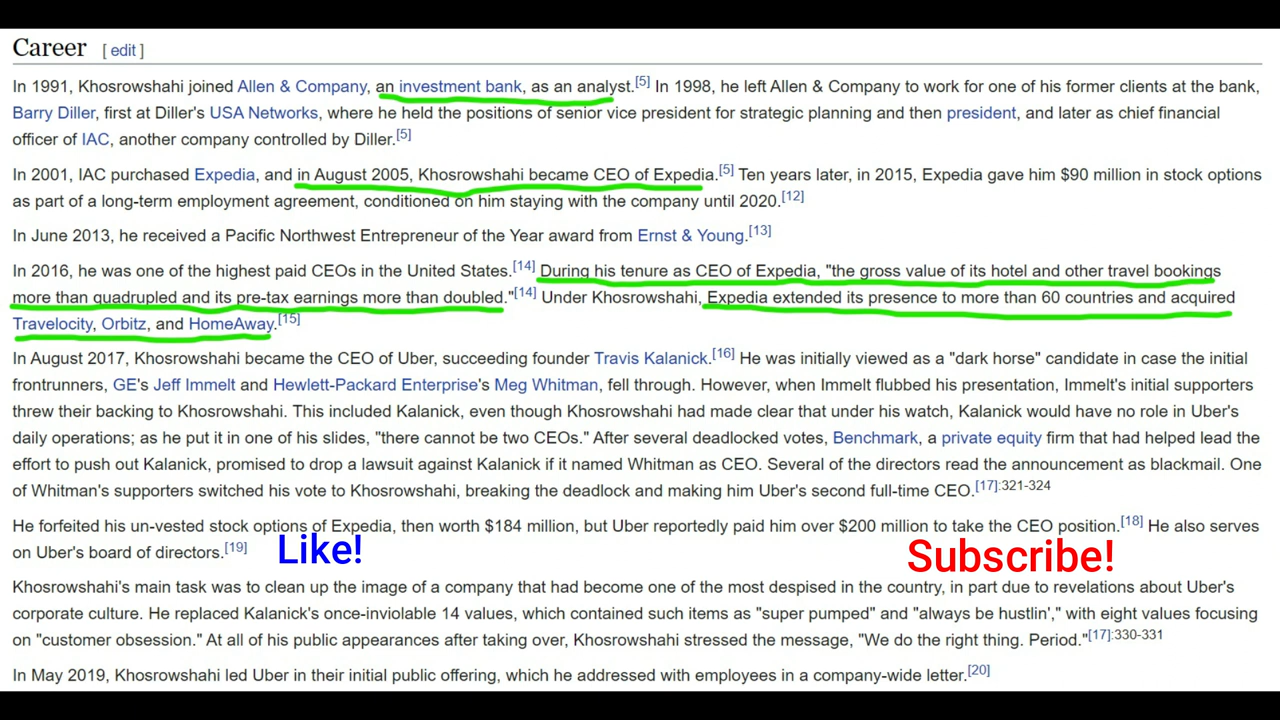 Career [ edit ]
In 1991, Khosrowshahi joined Allen & Company, an investment bank, as an analyst.[5] In 1998, he left Allen & Company to work for one of his former clients at the bank,
Barry Diller, first at Diller's USA Networks, where he held the positions of senior vice president for strategic planning and then president, and later as chief financial
officer of IAC, another company controlled by Diller.[5]
In 2001, IAC purchased Expedia, and in August 2005, Khosrowshahi became CEO of Expedia.[5] Ten years later, in 2015, Expedia gave him $90 million in stock options
as part of a long-term employment agreement, conditioned on him staying with the company until 2020.[12]
In June 2013, he received a Pacific Northwest Entrepreneur of the Year award from Ernst & Young.[13]
In 2016, he was one of the highest paid CEOs in the United States.[14] During his tenure as CEO of Expedia, "the gross value of its hotel and other travel bookings
more than quadrupled and its pre-tax earnings more than doubled."[14] Under Khosrowshahi, Expedia extended its presence to more than 60 countries and acquired
Travelocity, Orbitz, and HomeAway.[15]
In August 2017, Khosrowshahi became the CEO of Uber, succeeding founder Travis Kalanick.[16] He was initially viewed as a "dark horse" candidate in case the initial
frontrunners, GE's Jeff Immelt and Hewlett-Packard Enterprise's Meg Whitman, fell through. However, when Immelt flubbed his presentation, Immelt's initial supporters
threw their backing to Khosrowshahi. This included Kalanick, even though Khosrowshahi had made clear that under his watch, Kalanick would have no role in Uber's
daily operations; as he put it in one of his slides, "there cannot be two CEOs." After several deadlocked votes, Benchmark, a private equity firm that had helped lead the
effort to push out Kalanick, promised to drop a lawsuit against Kalanick if it named Whitman as CEO. Several of the directors read the announcement as blackmail. One
of Whitman's supporters switched his vote to Khosrowshahi, breaking the deadlock and making him Uber's second full-time CEO.[17]:321-324
He forfeited his un-vested stock options of Expedia, then worth $184 million, but Uber reportedly paid him over $200 million to take the CEO position.[18] He also serves
on Uber's board of directors.[19]
Like!
Subscribe!
Khosrowshahi's main task was to clean up the image of a company that had become one of the most despised in the country, in part due to revelations about Uber's
corporate culture. He replaced Kalanick's once-inviolable 14 values, which contained such items as "super pumped" and "always be hustlin'," with eight values focusing
on "customer obsession." At all of his public appearances after taking over, Khosrowshahi stressed the message, "We do the right thing. Period."[17]:330-331
In May 2019, Khosrowshahi led Uber in their initial public offering, which he addressed with employees in a company-wide letter.[20]